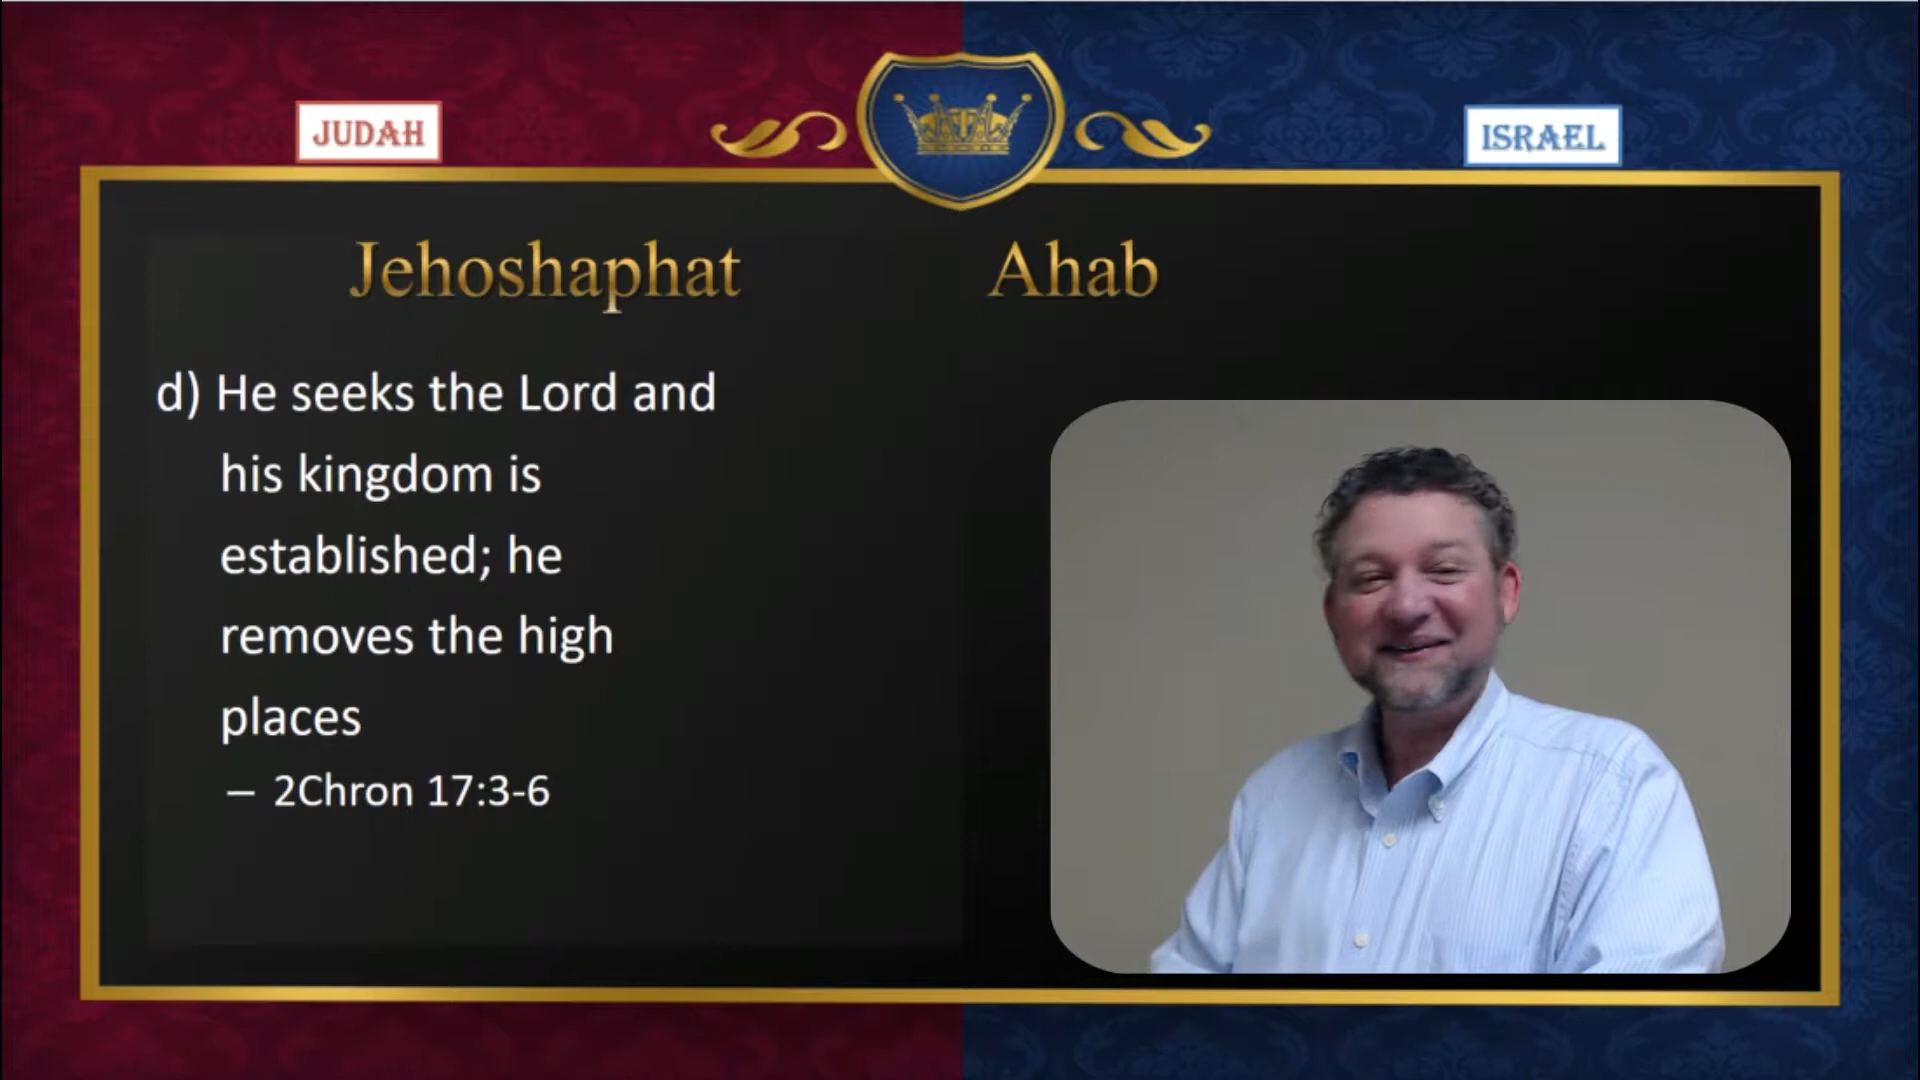 JUDAH
ISRAEL
Jehoshaphat
Ahab
d) He seeks the Lord and
his kingdom is
established; he
removes the high
places
– 2Chron 17:3-6